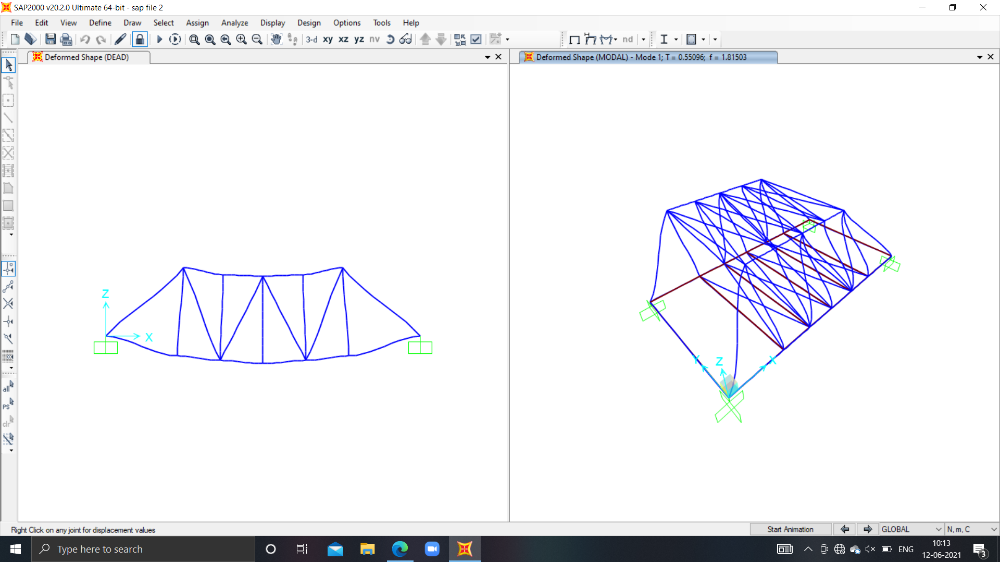 SAP2000 v20.2.0 Ultimate 64-bit - sap file 2
File Edit View Define Draw Select Assign Analyze Display Design Options Tools Help
3-d xy xz yz nv nd
Deformed Shape (DEAD)
Deformed Shape (MODAL) - Mode 1; T = 0.55096; f = 1.81503
Z
X
Y
Z
X
all
PS
clr
Right Click on any joint for displacement values
Start Animation
GLOBAL
N, m, C
Type here to search
ENG
10:13
12-06-2021
3